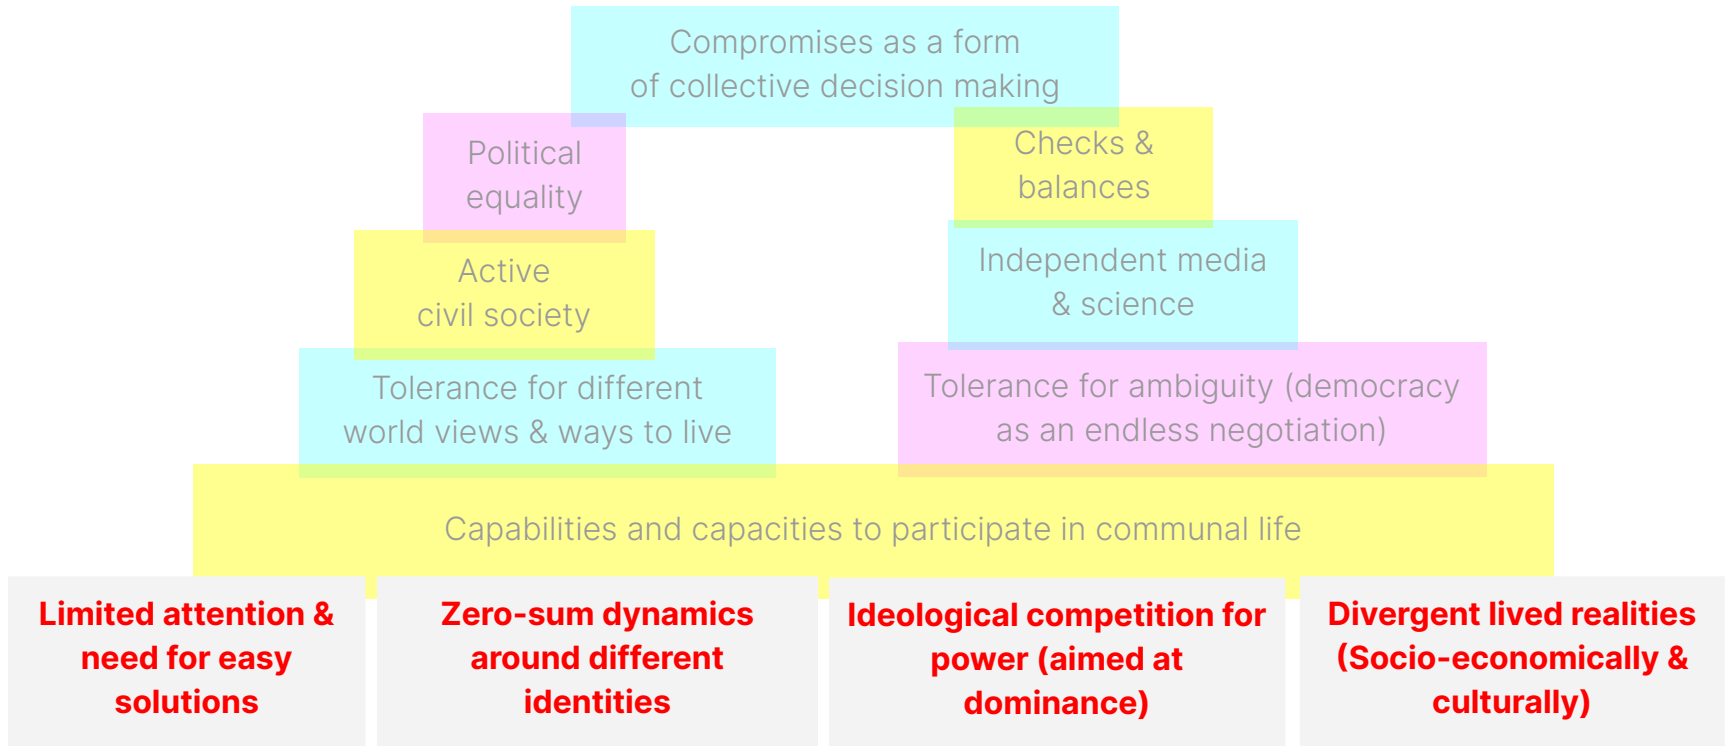 Compromises as a form
of collective decision making
Political
equality
Checks &
balances
Active
civil society
Independent media
& science
Tolerance for different
world views & ways to live
Tolerance for ambiguity (democracy
as an endless negotiation)
Capabilities and capacities to participate in communal life
Limited attention &
need for easy
solutions
Zero-sum dynamics
around different
identities
Ideological competition for
power (aimed at
dominance)
Divergent lived realities
(Socio-economically &
culturally)